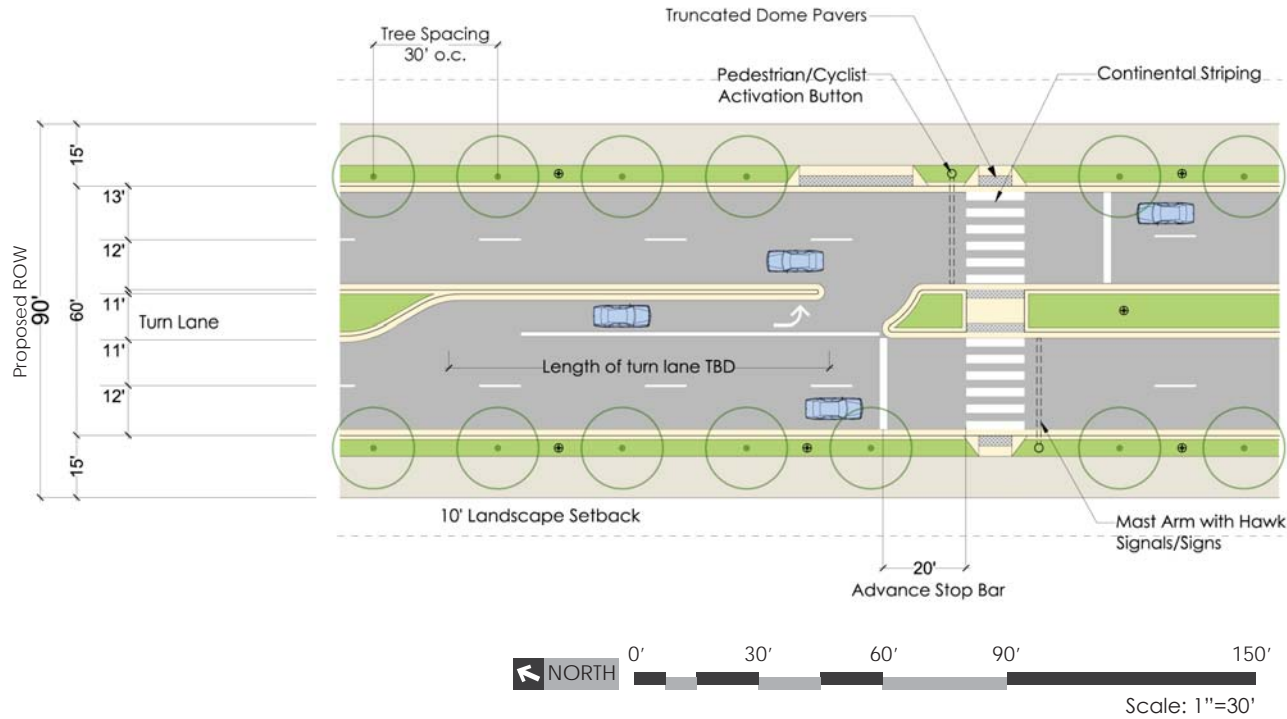 Truncated Dome Pavers
Tree Spacing
30' o.c.
Pedestrian/Cyclist
Activation Button
Continental Striping
Proposed ROW
90'
15'
60'
15'
13'
12'
11'
11'
12'
Turn Lane
Length of turn lane TBD
10' Landscape Setback
Mast Arm with Hawk
Signals/Signs
20'
Advance Stop Bar
NORTH
0' 30' 60' 90' 150'
Scale: 1"=30'